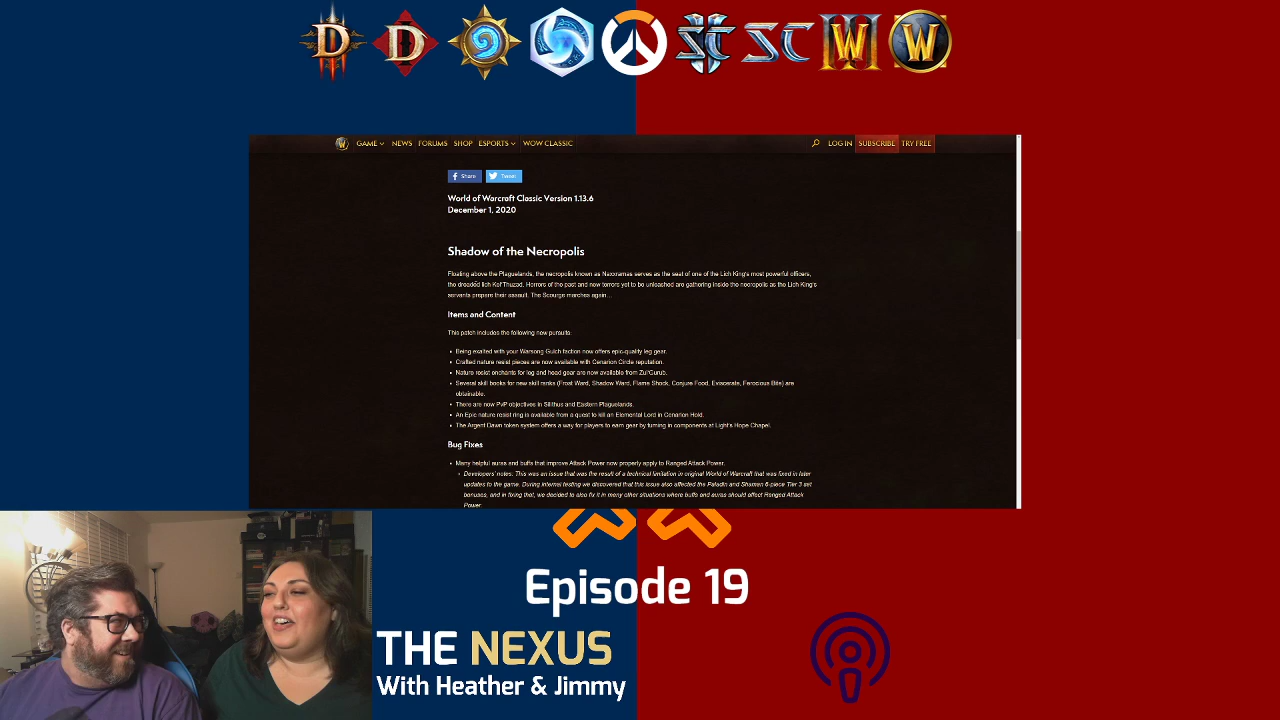 D D SC SC W W
GAME NEWS FORUMS SHOP ESPORTS WOW CLASSIC LOG IN SUBSCRIBE TRY FREE
Share Tweet
World of Warcraft Classic Version 1.13.6
December 1, 2020
Shadow of the Necropolis
Floating above the Plaguelands, the necropolis known as Naxxramas serves as the seat of one of the Lich King's most powerful officers,
the dreaded lich Kel'Thuzad. Horrors of the past and new terrors yet to be unleashed are gathering inside the necropolis as the Lich King's
servants prepare their assault. The Scourge marches again…
Items and Content
This patch includes the following new pursuits:
• Being exalted with your Warsong Gulch faction now offers epic-quality leg gear.
• Crafted nature resist pieces are now available with Cenarion Circle reputation.
• Nature resist enchants for leg and head gear are now available from Zul'Gurub.
• Several skill books for new skill ranks (Frost Ward, Shadow Ward, Flame Shock, Conjure Food, Eviscerate, Ferocious Bite) are
obtainable.
• There are now PvP objectives in Silithus and Eastern Plaguelands.
• An Epic nature resist ring is available from a quest to kill an Elemental Lord in Cenarion Hold.
• The Argent Dawn token system offers a way for players to earn gear by turning in components at Light's Hope Chapel.
Bug Fixes
• Many helpful auras and buffs that improve Attack Power now properly apply to Ranged Attack Power.
◦ Developers' notes: This was an issue that was the result of a technical limitation in original World of Warcraft that was fixed in later
updates to the game. During internal testing we discovered that this issue also affected the Paladin and Shaman 6-piece Tier 3 set
bonuses, and in fixing that, we decided to also fix it in many other situations where buffs and auras should affect Ranged Attack
Power.
Episode 19
THE NEXUS
With Heather & Jimmy